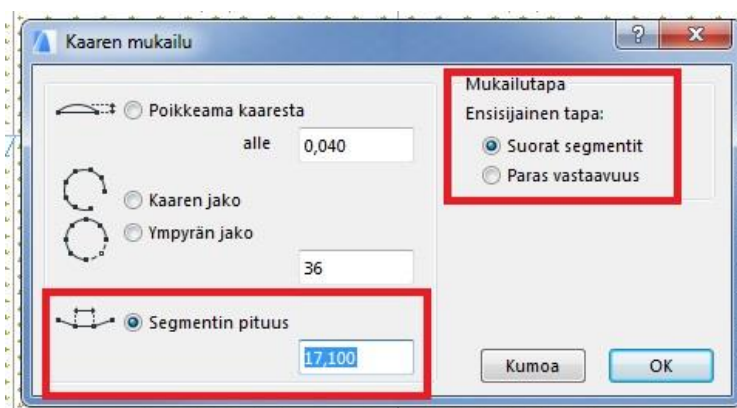 Kaaren mukailu
Poikkeama kaaresta
alle 0,040
Kaaren jako
Ympyrän jako
36
Segmentin pituus
17,100
Mukailutapa
Ensisijainen tapa:
Suorat segmentit
Paras vastaavuus
Kumoa OK